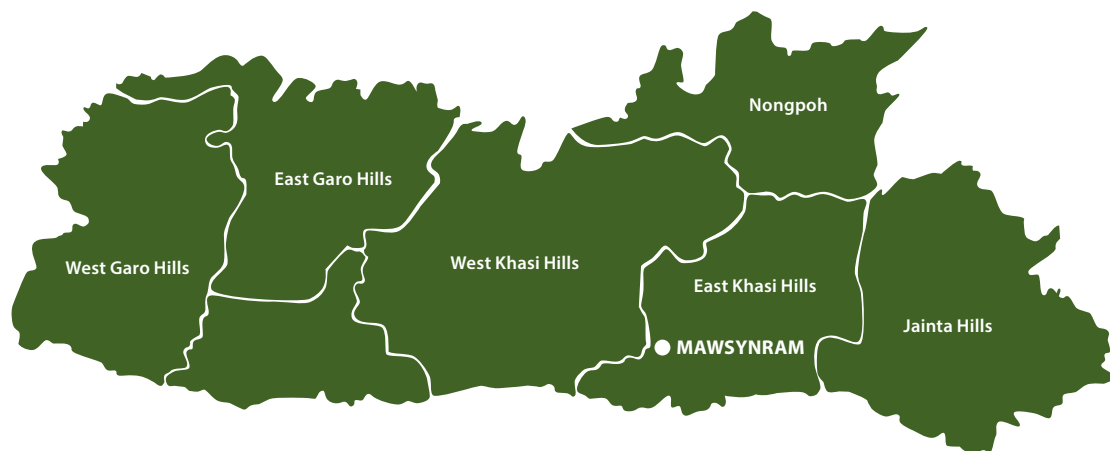 Nongpoh
East Garo Hills
West Garo Hills
West Khasi Hills
East Khasi Hills
Jainta Hills
MAWSYNRAM